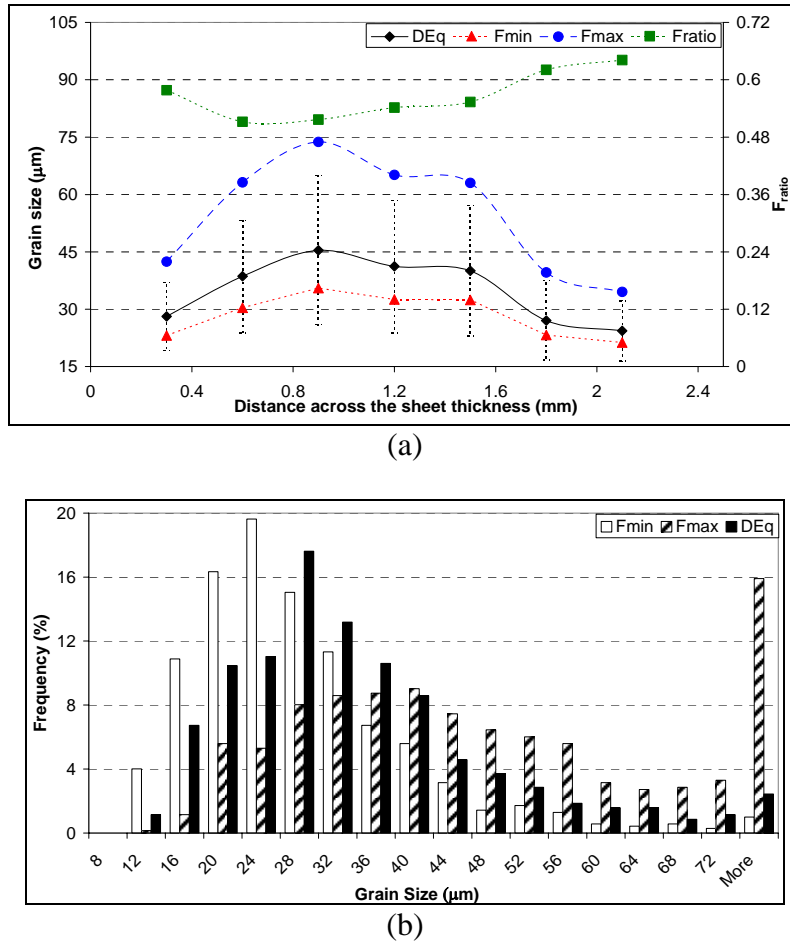 DEq Fmin Fmax Fratio
105
90
75
60
45
30
15
Grain size (μm)
0.72
0.6
0.48
0.36
0.24
0.12
0
F ratio
0 0.4 0.8 1.2 1.6 2 2.4
Distance across the sheet thickness (mm)
(a)
Fmin Fmax DEq
20
16
12
8
4
0
Frequency (%)
8 12 16 20 24 28 32 36 40 44 48 52 56 60 64 68 72 More
Grain Size (μm)
(b)